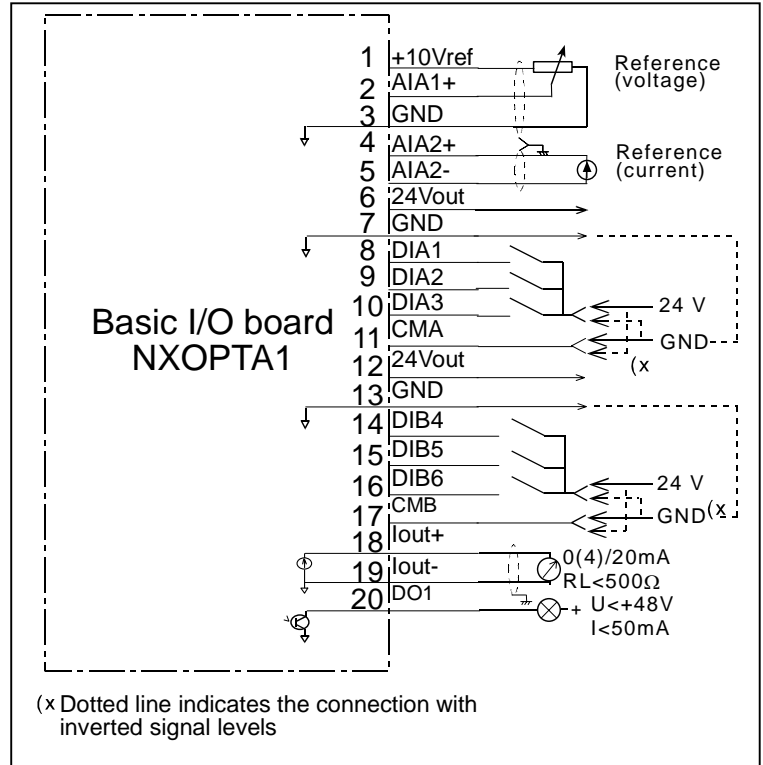 1 +10Vref
Reference
(voltage)
2 AIA1+
3 GND
4 AIA2+
Reference
(current)
5 AIA2-
6 24Vout
7 GND
8 DIA1
9 DIA2
10 DIA3
24 V
11 CMA
GND
(x
12 24Vout
13 GND
14 DIB4
15 DIB5
16 DIB6
24 V
17 CMB
GND (x
18 Iout+
0(4)/20mA
19 Iout-
RL<500Ω
20 DO1
+ U<+48V
I<50mA
Basic I/O board
NXOPTA1
(x Dotted line indicates the connection with
inverted signal levels